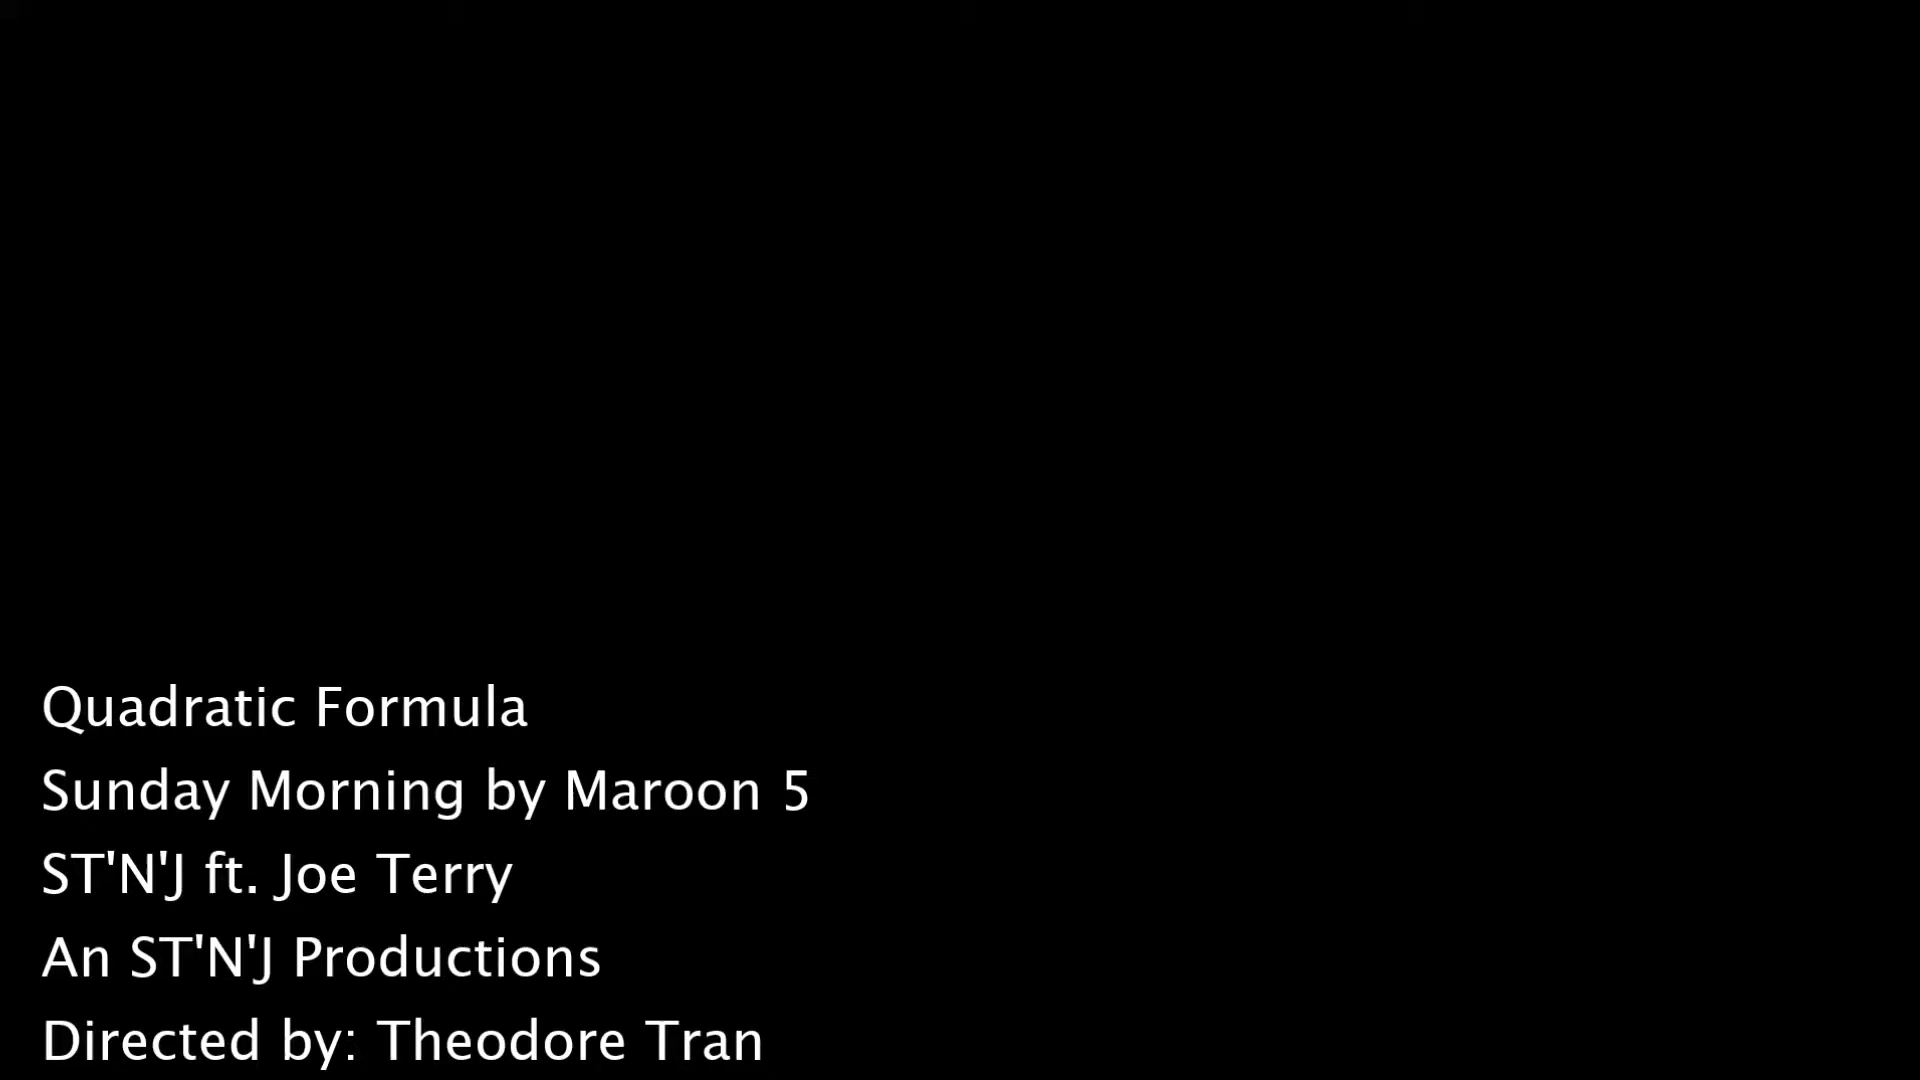 Quadratic Formula
Sunday Morning by Maroon 5
ST'N'J ft. Joe Terry
An ST'N'J Productions
Directed by: Theodore Tran